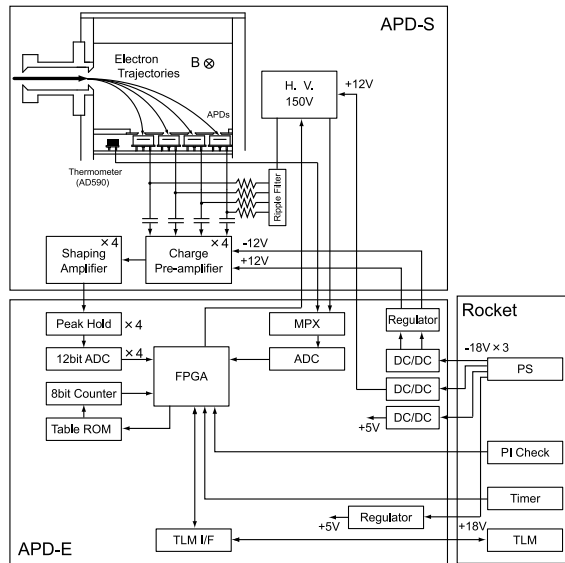 APD-S
Electron
Trajectories
B
APDs
H. V.
150V
+12V
Thermometer
(AD590)
Ripple Filter
Shaping
Amplifier
×4
Charge
Pre-amplifier
×4
-12V
+12V
Peak Hold
×4
12bit ADC
×4
8bit Counter
Table ROM
FPGA
MPX
ADC
Regulator
DC/DC
DC/DC
DC/DC
+5V
Rocket
-18V×3
PS
PI Check
Timer
Regulator
+5V
+18V
TLM I/F
TLM
APD-E